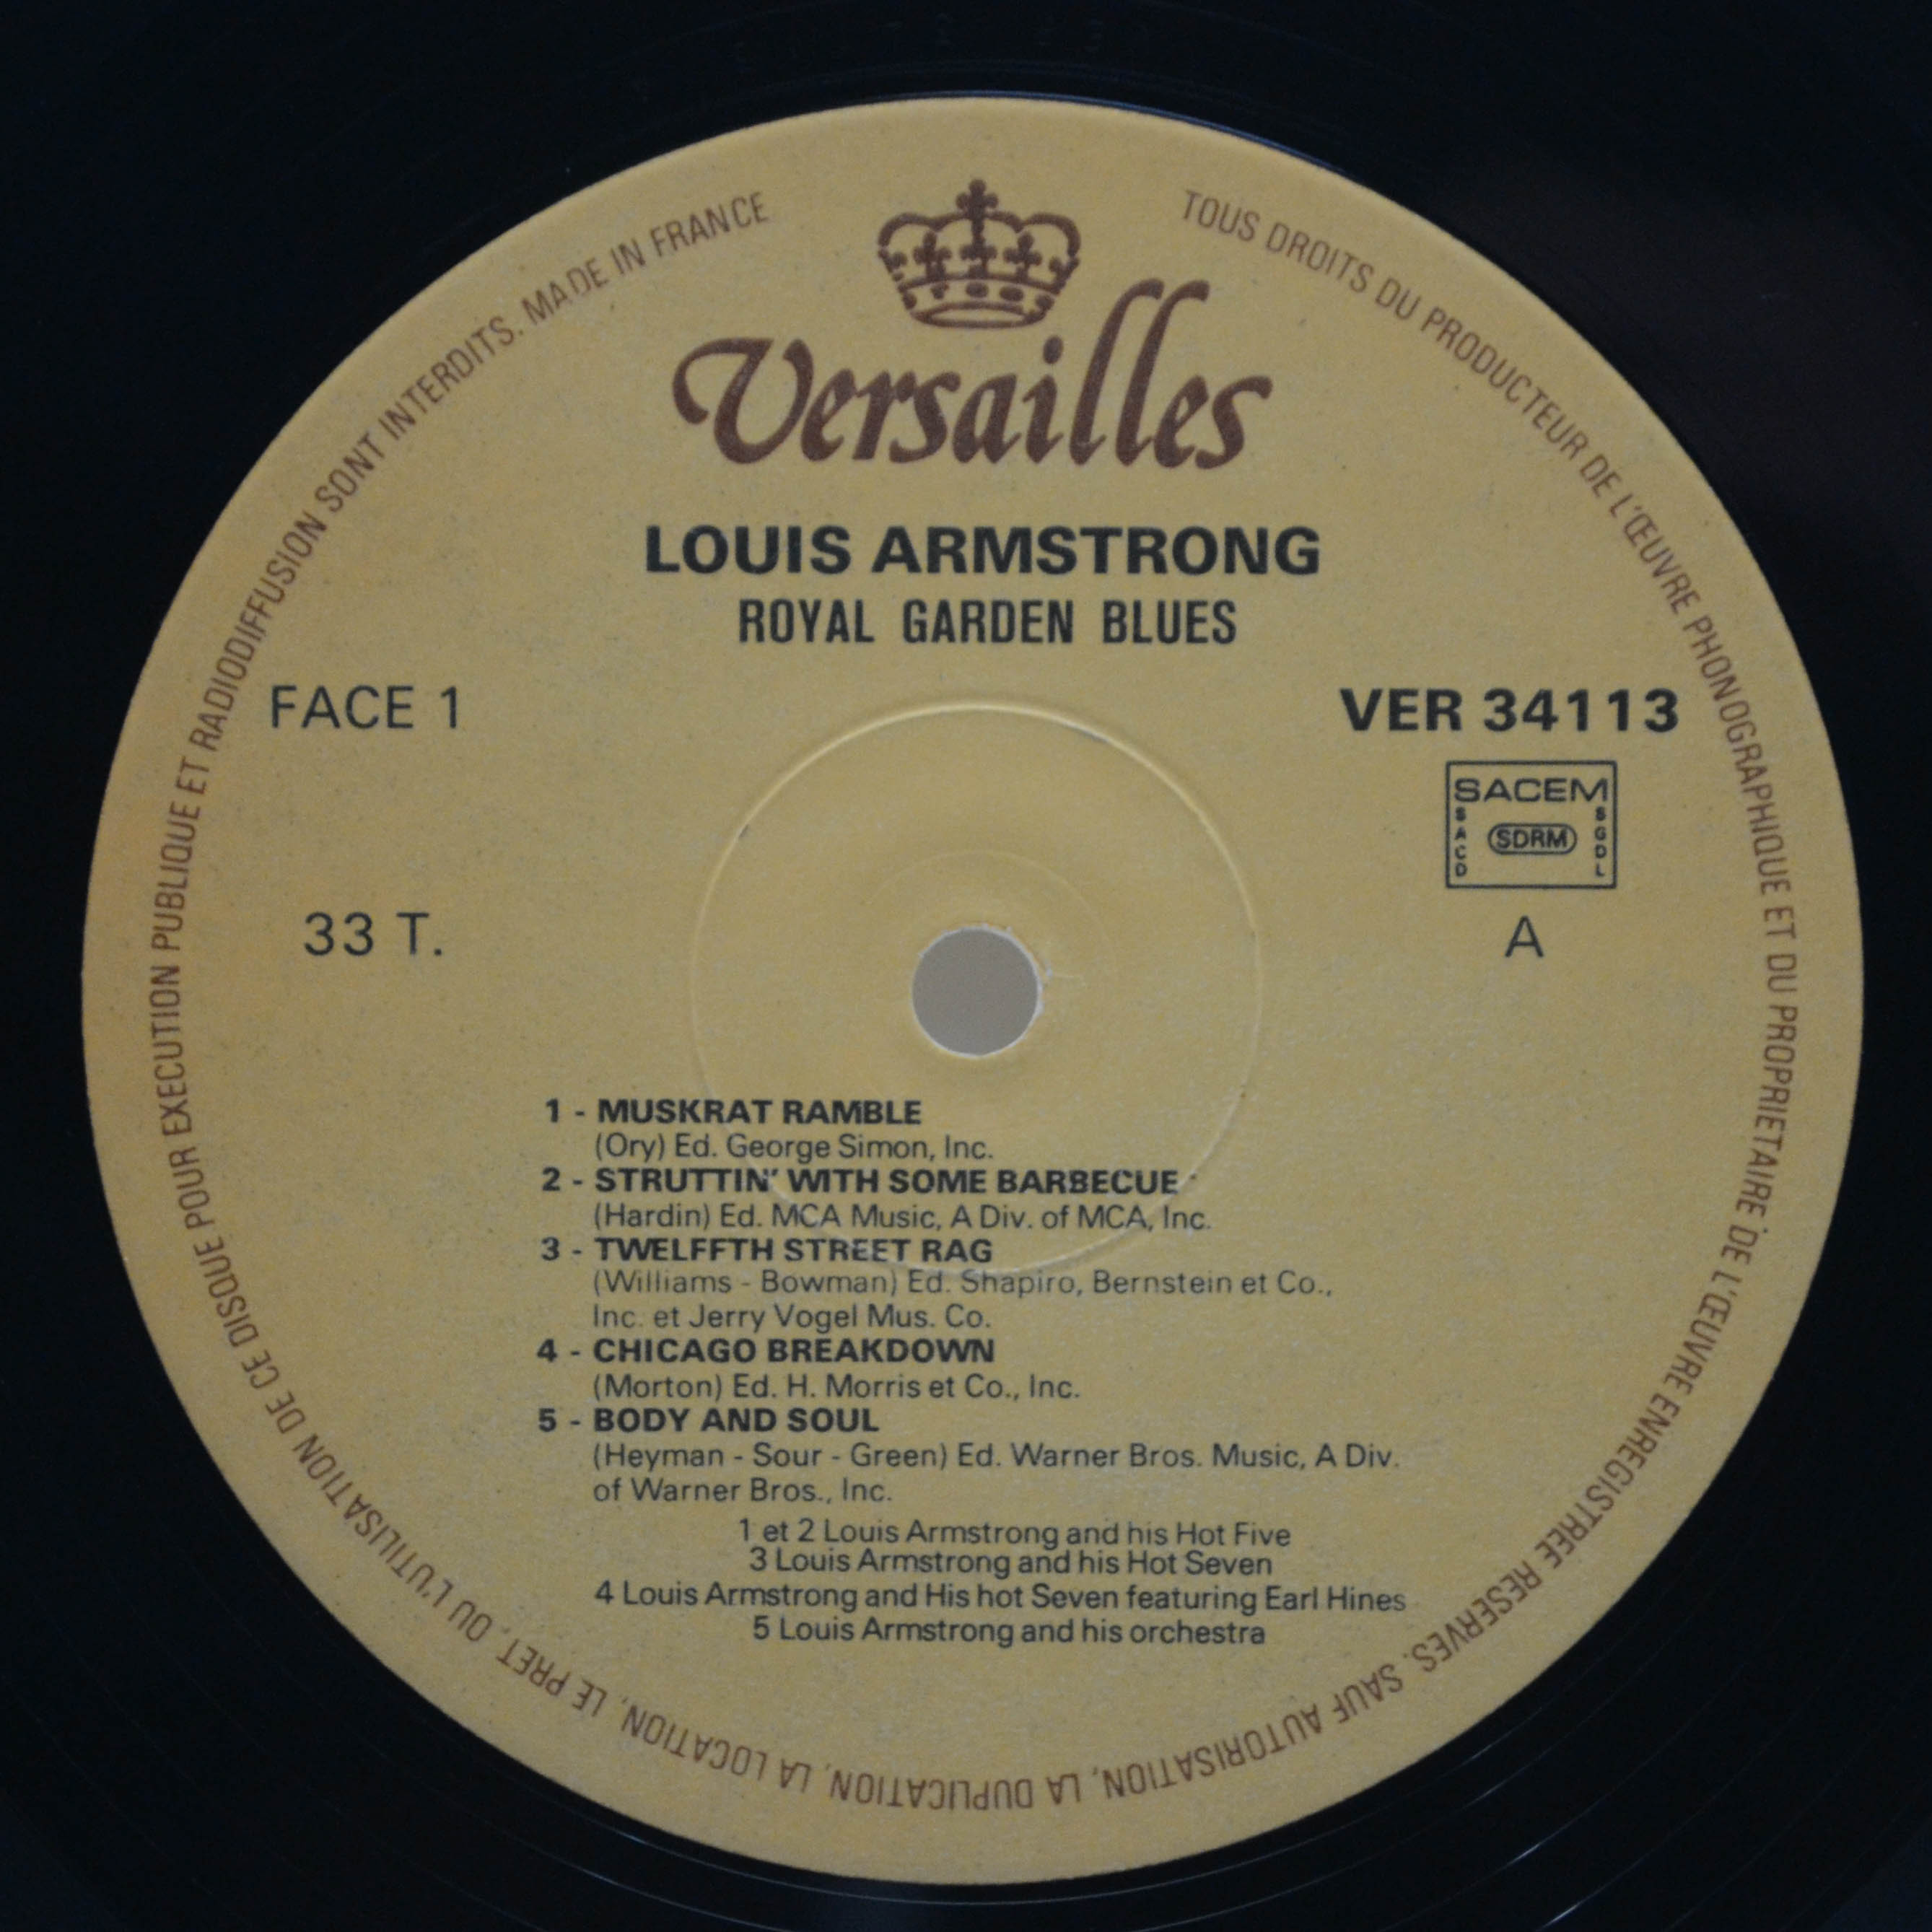 Versailles
LOUIS ARMSTRONG
ROYAL GARDEN BLUES
FACE 1
VER 34113
SACEM
SACD
SDRM
SGDL
33 T.
A
1 - MUSKRAT RAMBLE
(Ory) Ed. George Simon, Inc.
2 - STRUTTIN' WITH SOME BARBECUE
(Hardin) Ed. MCA Music, A Div. of MCA, Inc.
3 - TWELFFTH STREET RAG
(Williams - Bowman) Ed. Shapiro, Bernstein et Co.,
Inc. et Jerry Vogel Mus. Co.
4 - CHICAGO BREAKDOWN
(Morton) Ed. H. Morris et Co., Inc.
5 - BODY AND SOUL
(Heyman - Sour - Green) Ed. Warner Bros. Music, A Div.
of Warner Bros., Inc.
1 et 2 Louis Armstrong and his Hot Five
3 Louis Armstrong and his Hot Seven
4 Louis Armstrong and His hot Seven featuring Earl Hines
5 Louis Armstrong and his orchestra
TOUS DROITS DU PRODUCTEUR DE L'ŒUVRE PHONOGRAPHIQUE ET DU PROPRIETAIRE DE L'ŒUVRE ENREGISTREE RESERVES. SAUF AUTORISATION, LA DUPLICATION, LA LOCATION, LE PRET, OU L'UTILISATION DE CE DISQUE POUR EXECUTION PUBLIQUE ET RADIODIFFUSION SONT INTERDITS. MADE IN FRANCE